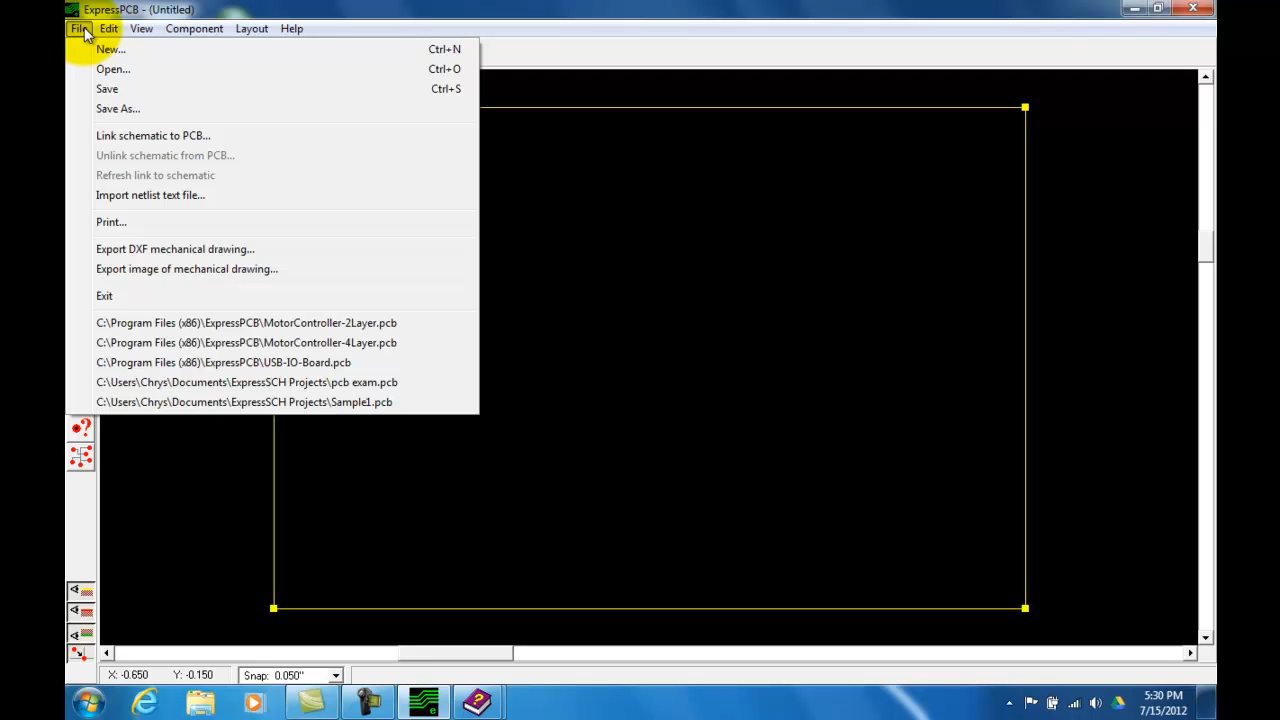 ExpressPCB - (Untitled)
File Edit View Component Layout Help
New... Ctrl+N
Open... Ctrl+O
Save Ctrl+S
Save As...
Link schematic to PCB...
Unlink schematic from PCB...
Refresh link to schematic
Import netlist text file...
Print...
Export DXF mechanical drawing...
Export image of mechanical drawing...
Exit
C:\Program Files (x86)\ExpressPCB\MotorController-2Layer.pcb
C:\Program Files (x86)\ExpressPCB\MotorController-4Layer.pcb
C:\Program Files (x86)\ExpressPCB\USB-IO-Board.pcb
C:\Users\Chrys\Documents\ExpressSCH Projects\pcb exam.pcb
C:\Users\Chrys\Documents\ExpressSCH Projects\Sample1.pcb
X: -0.650 Y: -0.150 Snap: 0.050"
5:30 PM
7/15/2012